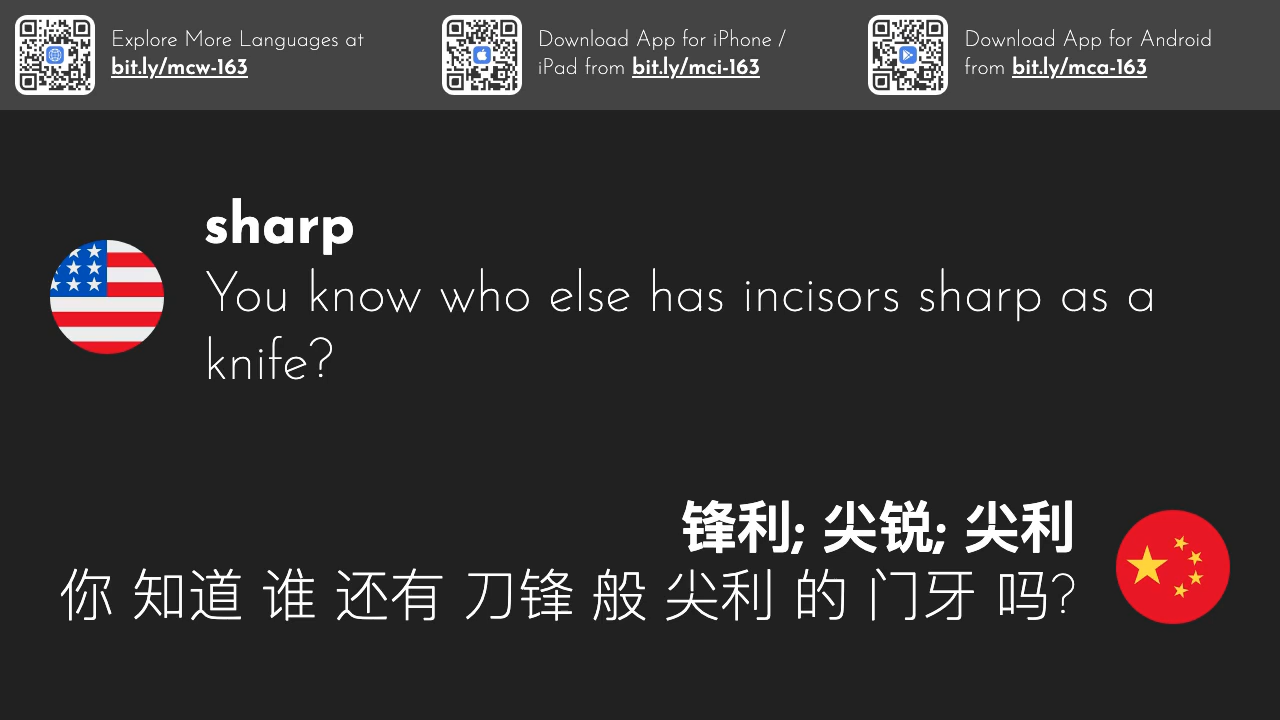 Explore More Languages at
bit.ly/mcw-163
Download App for iPhone /
iPad from bit.ly/mci-163
Download App for Android
from bit.ly/mca-163
sharp
You know who else has incisors sharp as a
knife?
锋利; 尖锐; 尖利
你 知道 谁 还有 刀锋 般 尖利 的 门牙 吗?